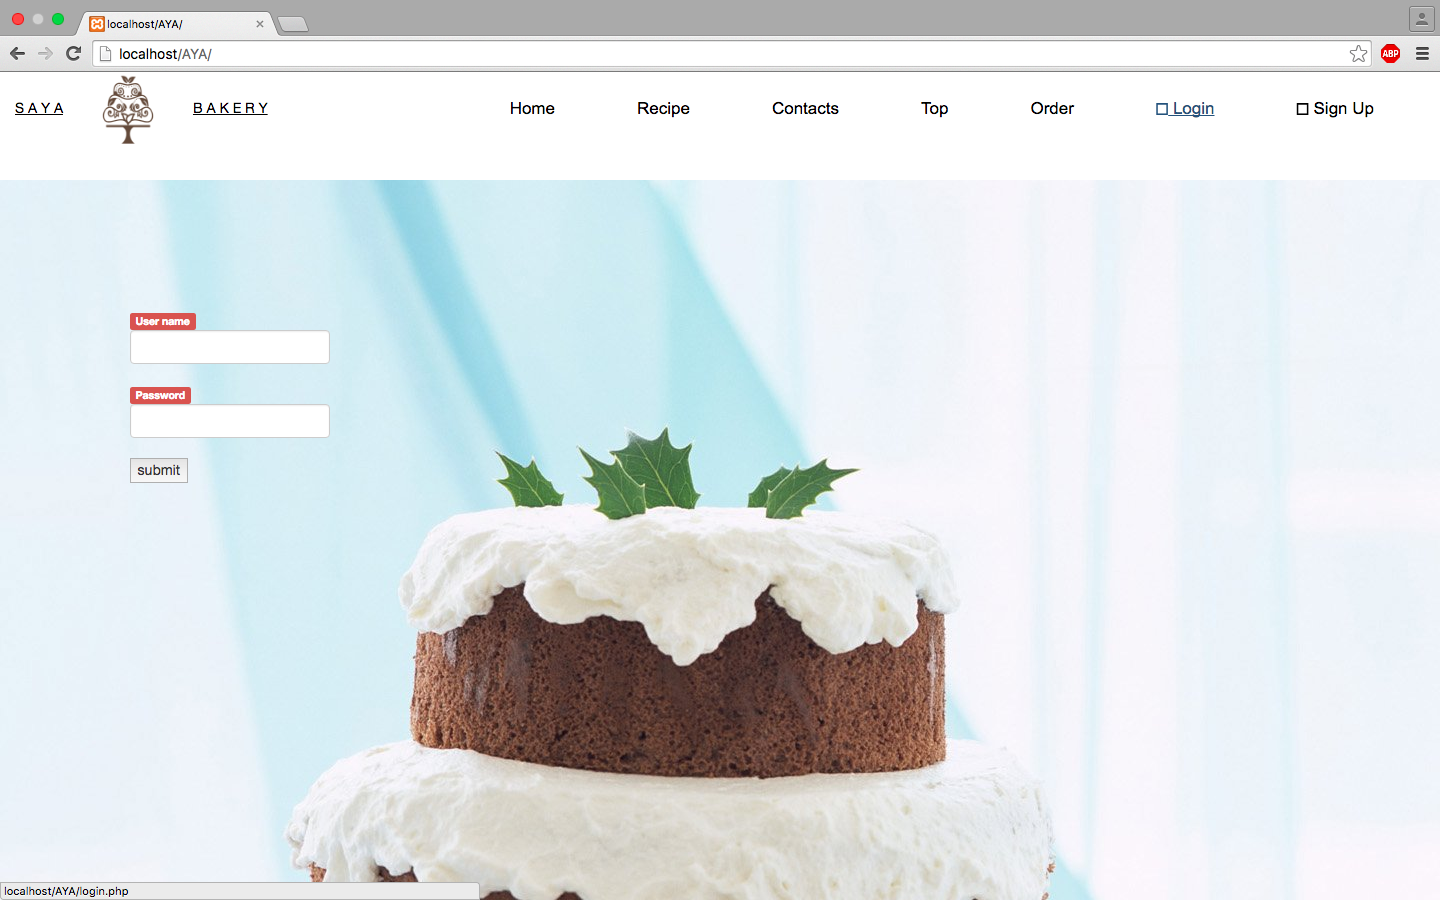 localhost/AYA/
localhost/AYA/
ABP
SAYA BAKERY Home Recipe Contacts Top Order Login Sign Up
User name
Password
submit
localhost/AYA/login.php